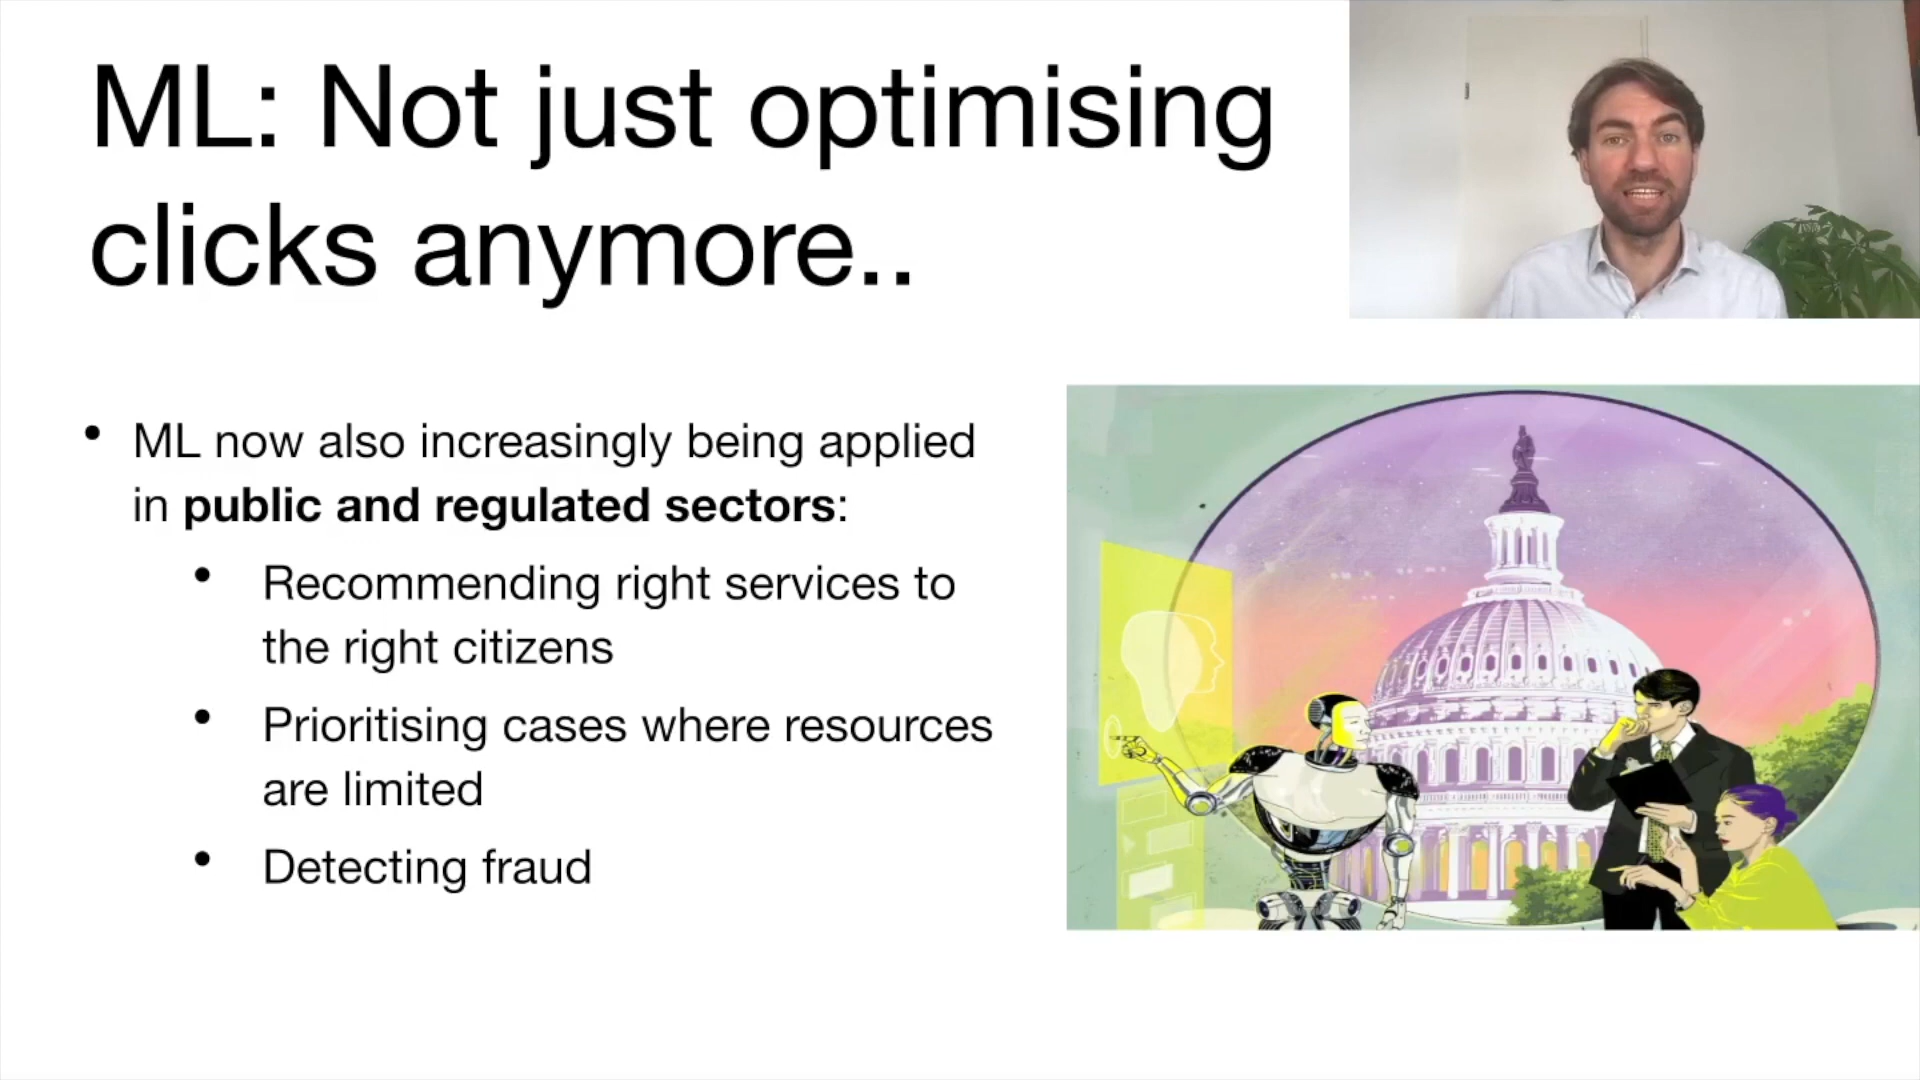 ML: Not just optimising
clicks anymore..
• ML now also increasingly being applied
in public and regulated sectors:
• Recommending right services to
the right citizens
• Prioritising cases where resources
are limited
• Detecting fraud